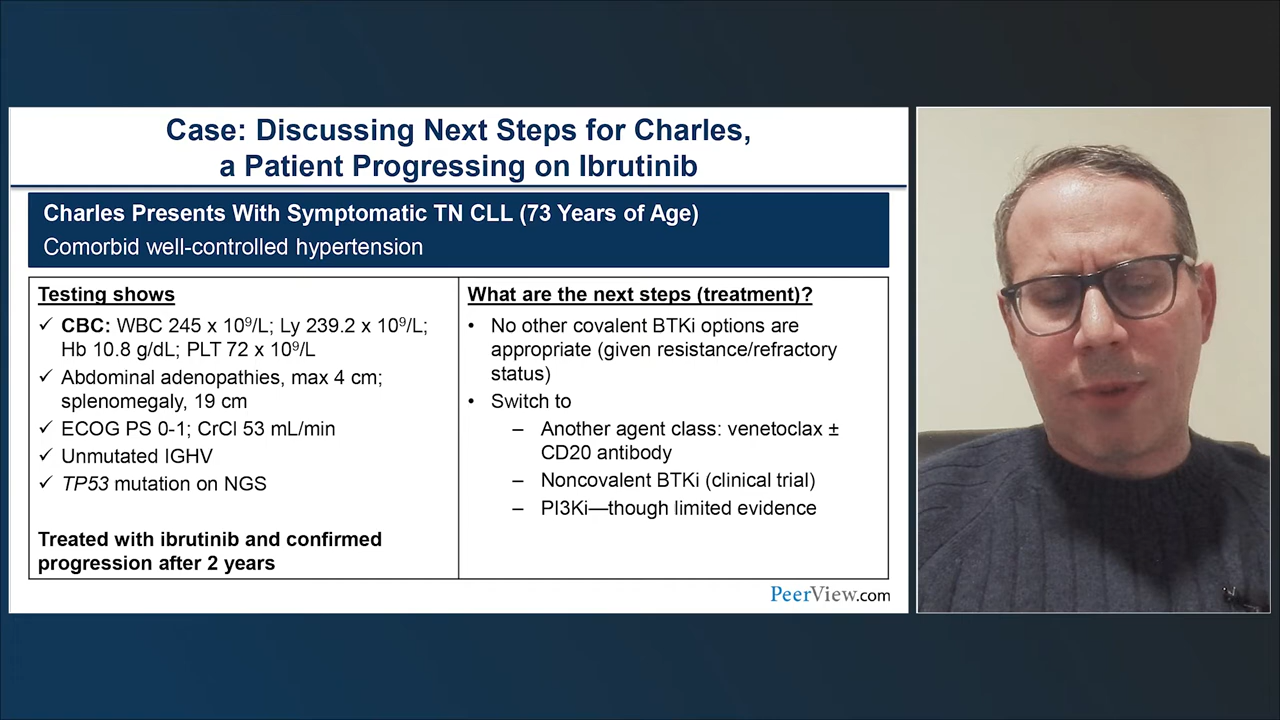 Case: Discussing Next Steps for Charles,
a Patient Progressing on Ibrutinib
Charles Presents With Symptomatic TN CLL (73 Years of Age)
Comorbid well-controlled hypertension
Testing shows
✓ CBC: WBC 245 x 10⁹/L; Ly 239.2 x 10⁹/L;
Hb 10.8 g/dL; PLT 72 x 10⁹/L
✓ Abdominal adenopathies, max 4 cm;
splenomegaly, 19 cm
✓ ECOG PS 0-1; CrCl 53 mL/min
✓ Unmutated IGHV
✓ TP53 mutation on NGS
Treated with ibrutinib and confirmed
progression after 2 years
What are the next steps (treatment)?
• No other covalent BTKi options are
appropriate (given resistance/refractory
status)
• Switch to
– Another agent class: venetoclax ±
CD20 antibody
– Noncovalent BTKi (clinical trial)
– PI3Ki—though limited evidence
PeerView.com